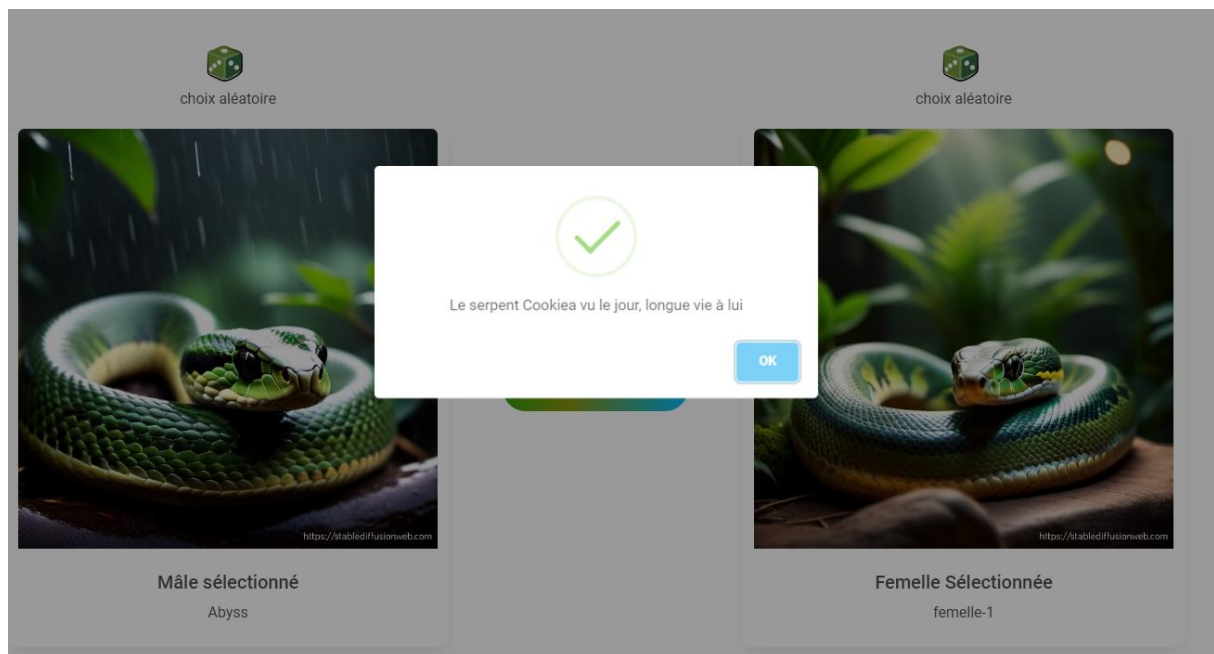 choix aléatoire
choix aléatoire
Le serpent Cookiea vu le jour, longue vie à lui
OK
https://stablediffusionweb.com
https://stablediffusionweb.com
Mâle sélectionné
Femelle Sélectionnée
Abyss
femelle-1